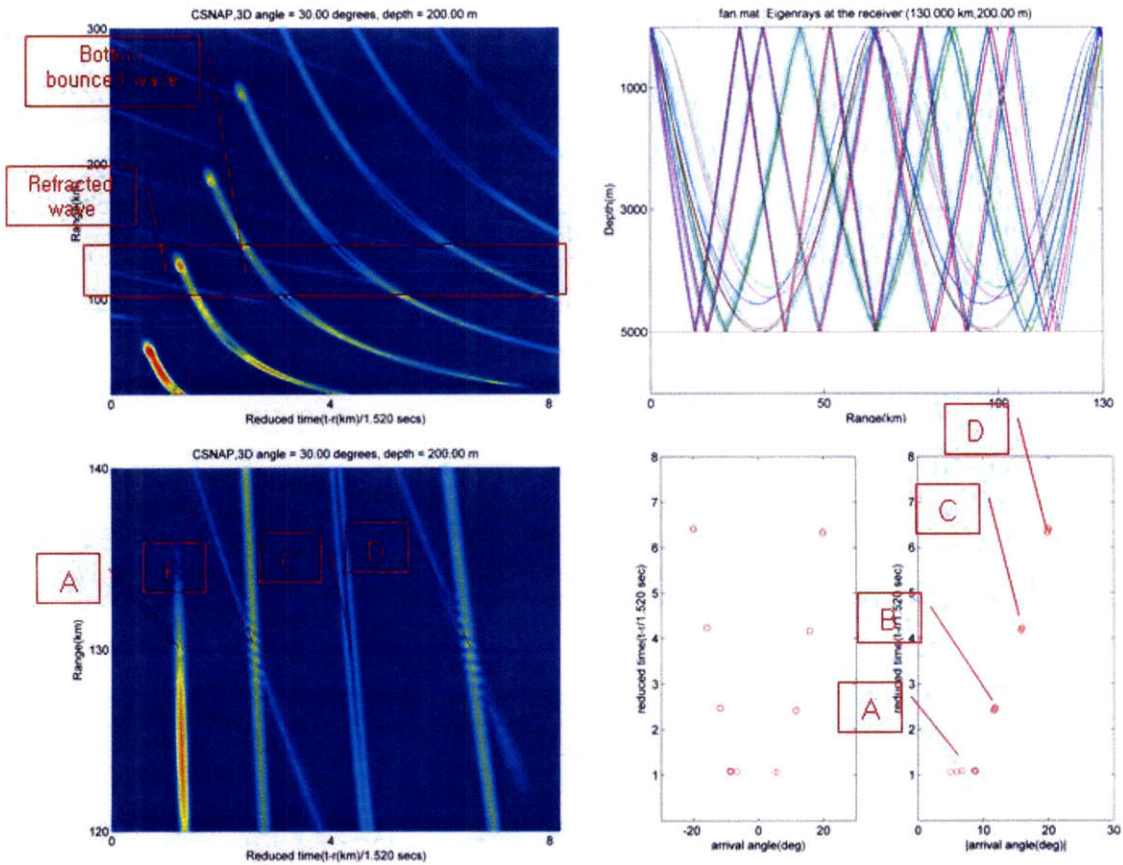 CSNAP,3D angle = 30.00 degrees, depth = 200.00 m
300
200
100
Range(km)
bounced wave
Refracted
wave
0
4
8
Reduced time(t-r(km)/1.520 secs)
fan.mat :Eigenrays at the receiver (130.000 km,200.00 m)
1000
3000
5000
Depth(m)
0
50
100
130
Range(km)
CSNAP,3D angle = 30.00 degrees, depth = 200.00 m
140
130
120
Range(km)
A
C
D
0
4
8
Reduced time(t-r(km)/1.520 secs)
8
7
6
5
4
3
2
1
reduced time(t-r/1.520 sec)
-20
0
20
arrival angle(deg)
D
C
B
A
8
7
6
5
4
3
2
1
reduced time(t-r/1.520 sec)
0
10
20
30
|arrival angle(deg)|